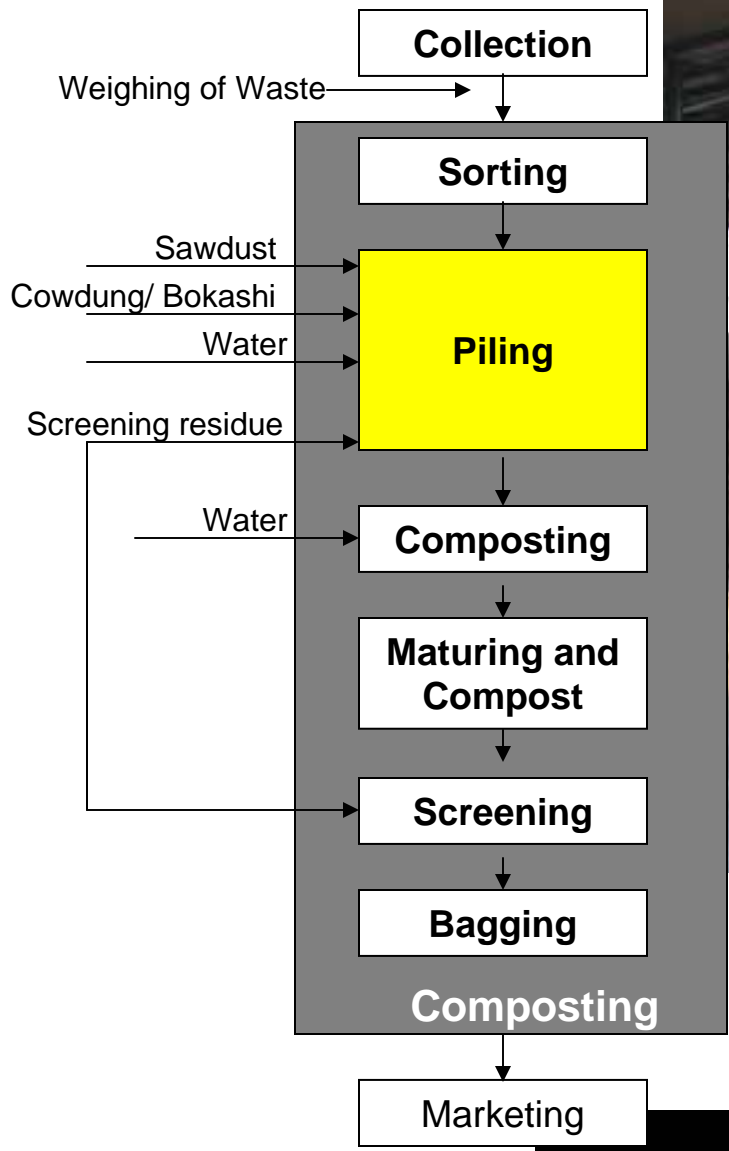 Collection
Weighing of Waste
Sorting
Sawdust
Cowdung/ Bokashi
Water
Piling
Screening residue
Water
Composting
Maturing and
Compost
Screening
Bagging
Composting
Marketing